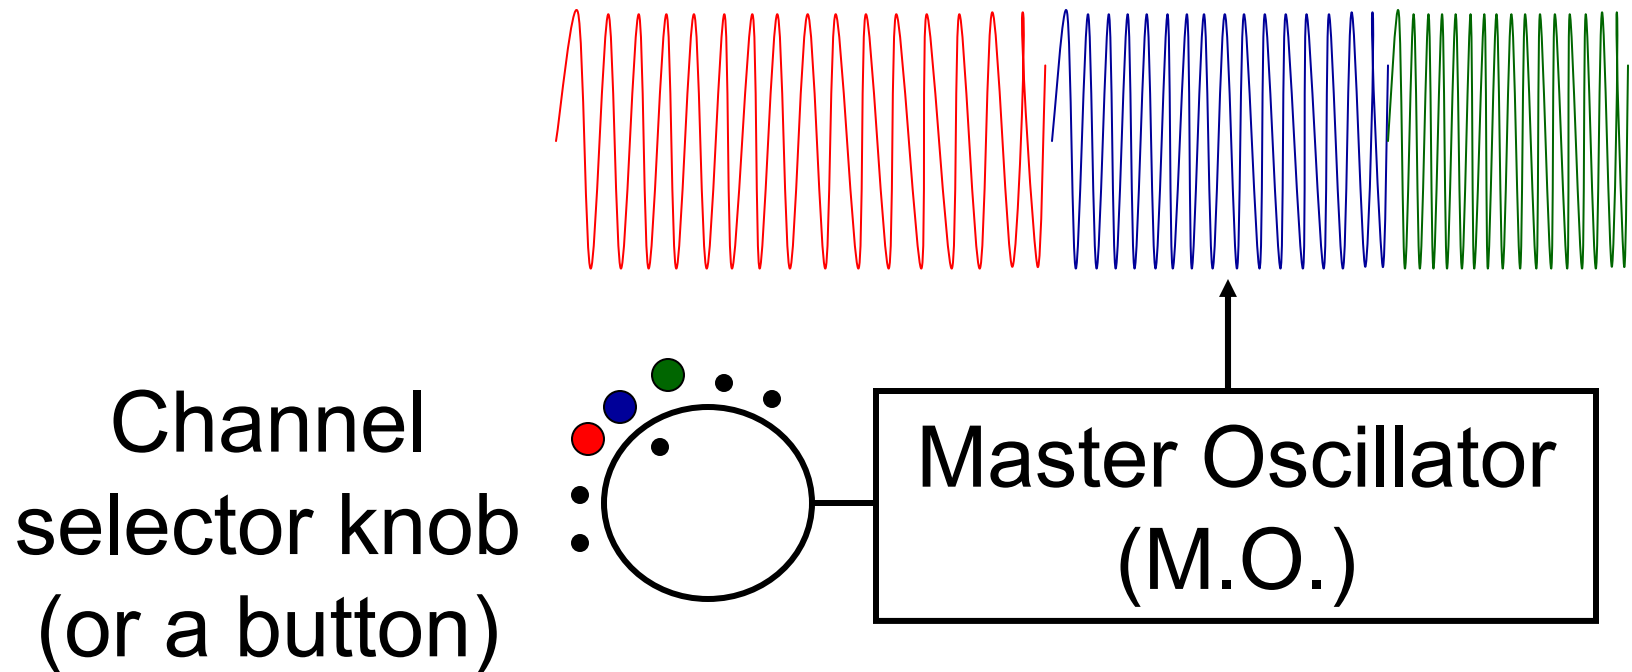 Channel
selector knob
(or a button)
Master Oscillator
(M.O.)